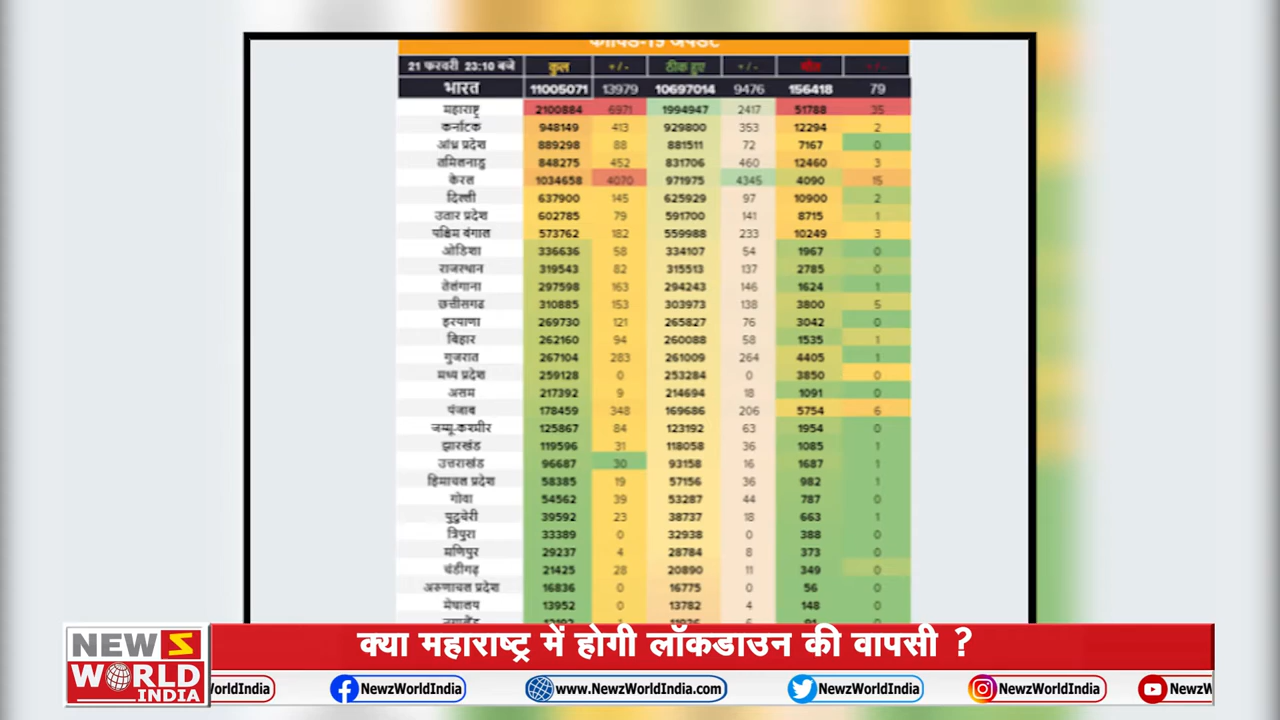 कोविड-19 अपडेट
21 फरवरी 23:10 बजे कुल +/- ठीक हुए +/- मौत +/-
भारत 11005071 13979 10697014 9476 156418 79
महाराष्ट्र 2100884 6971 1994947 2417 51788 35
कर्नाटक 948149 413 929800 353 12294 2
आंध्र प्रदेश 889298 88 881511 72 7167 0
तमिलनाडु 848275 452 831706 460 12460 3
केरल 1034658 4070 971975 4345 4090 15
दिल्ली 637900 145 625929 97 10900 2
उत्तर प्रदेश 602785 79 591700 141 8715 1
पश्चिम बंगाल 573762 182 559988 233 10249 3
ओडिशा 336636 58 334107 54 1967 0
राजस्थान 319543 82 315513 137 2785 0
तेलंगाना 297598 163 294243 146 1624 1
छत्तीसगढ 310885 153 303973 138 3800 5
हरयाणा 269730 121 265827 76 3042 0
बिहार 262160 94 260088 58 1535 1
गुजरात 267104 283 261009 264 4405 1
मध्य प्रदेश 259128 0 253284 0 3850 0
असम 217392 9 214694 18 1091 0
पंजाब 178459 348 169686 206 5754 6
जम्मू-कश्मीर 125867 84 123192 63 1954 0
झारखंड 119596 31 118058 36 1085 1
उत्तराखंड 96687 30 93158 16 1687 1
हिमाचल प्रदेश 58385 19 57156 36 982 1
गोवा 54562 39 53287 44 787 0
पुदुचेरी 39592 23 38737 18 663 1
त्रिपुरा 33389 0 32938 0 388 0
मणिपुर 29237 4 28784 8 373 0
चंडीगढ़ 21425 28 20890 11 349 0
अरुणाचल प्रदेश 16836 0 16775 0 56 0
मेघालय 13952 0 13782 4 148 0
क्या महाराष्ट्र में होगी लॉकडाउन की वापसी ?
NEWS
WORLD
INDIA
orldIndia NewzWorldIndia www.NewzWorldIndia.com NewzWorldIndia NewzWorldIndia NewzW